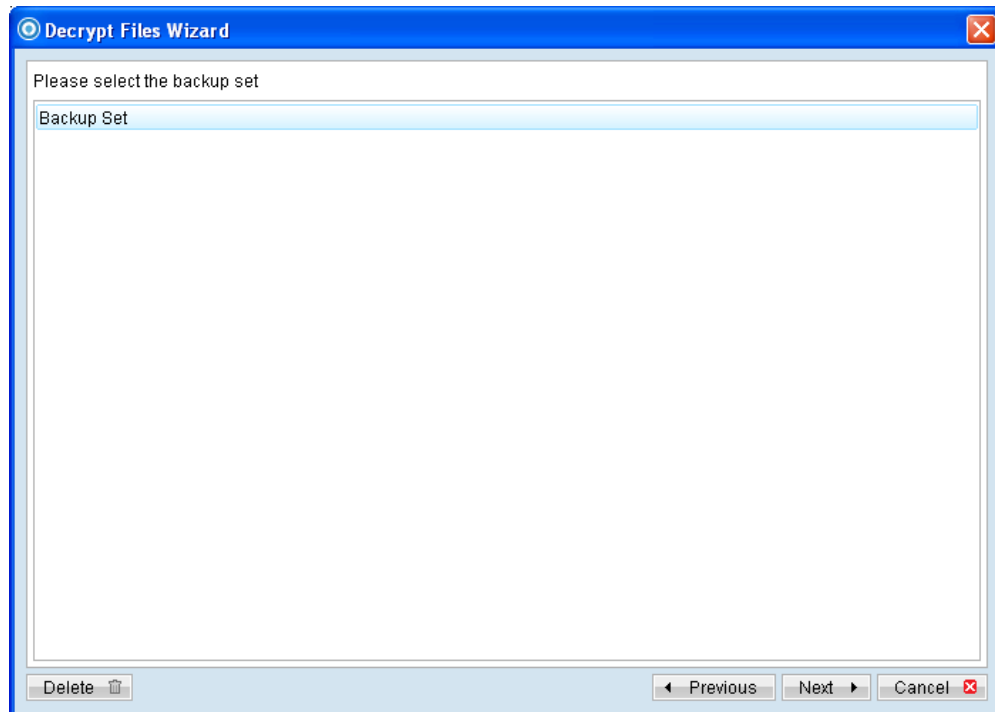 Decrypt Files Wizard
Please select the backup set
Backup Set
Delete
Previous
Next
Cancel